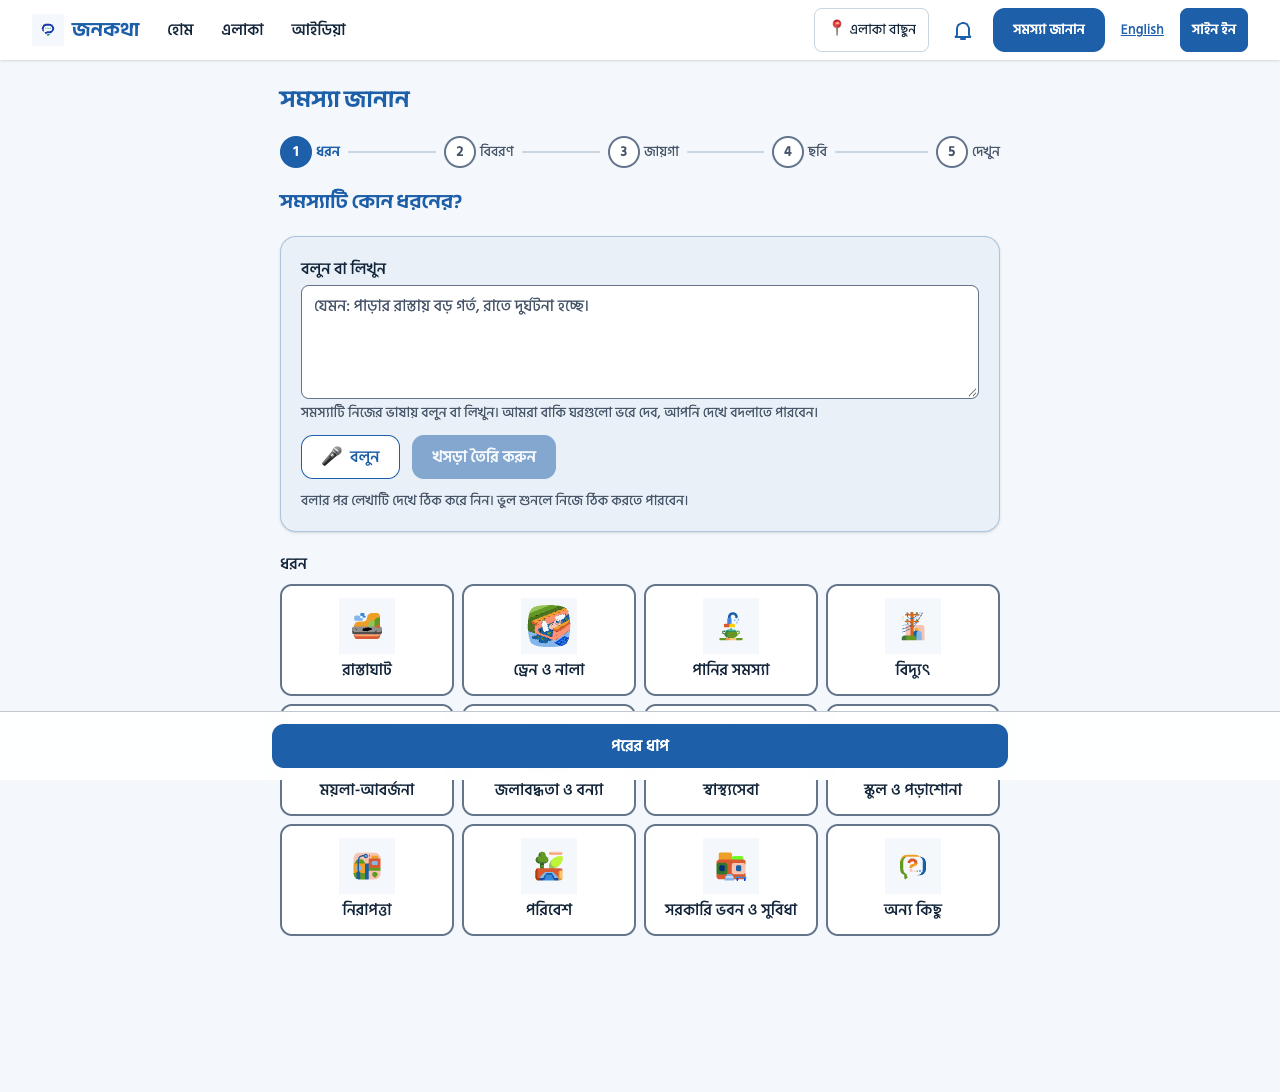 জনকথা
হোম
এলাকা
আইডিয়া
এলাকা বাছুন
সমস্যা জানান
English
সাইন ইন
সমস্যা জানান
1 ধরন
2 বিবরণ
3 জায়গা
4 ছবি
5 দেখুন
সমস্যাটি কোন ধরনের?
বলুন বা লিখুন
যেমন: পাড়ার রাস্তায় বড় গর্ত, রাতে দুর্ঘটনা হচ্ছে।
সমস্যাটি নিজের ভাষায় বলুন বা লিখুন। আমরা বাকি ঘরগুলো ভরে দেব, আপনি দেখে বদলাতে পারবেন।
বলুন
খসড়া তৈরি করুন
বলার পর লেখাটি দেখে ঠিক করে নিন। ভুল শুনলে নিজে ঠিক করতে পারবেন।
ধরন
রাস্তাঘাট
ড্রেন ও নালা
পানির সমস্যা
বিদ্যুৎ
পরের ধাপ
ময়লা-আবর্জনা
জলাবদ্ধতা ও বন্যা
স্বাস্থ্যসেবা
স্কুল ও পড়াশোনা
নিরাপত্তা
পরিবেশ
সরকারি ভবন ও সুবিধা
অন্য কিছু